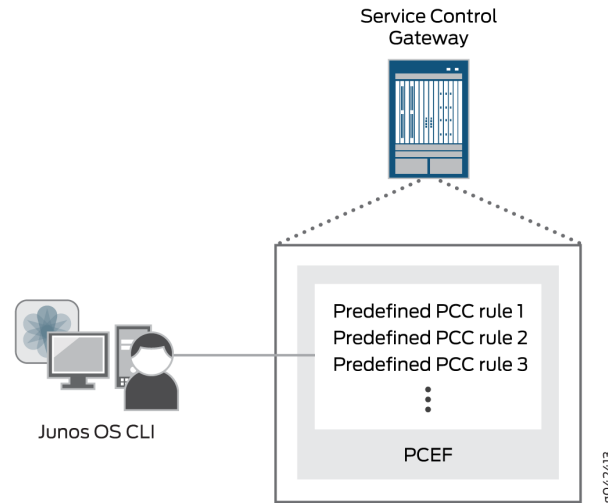 Service Control
Gateway
Predefined PCC rule 1
Predefined PCC rule 2
Predefined PCC rule 3
Junos OS CLI
PCEF
g042413